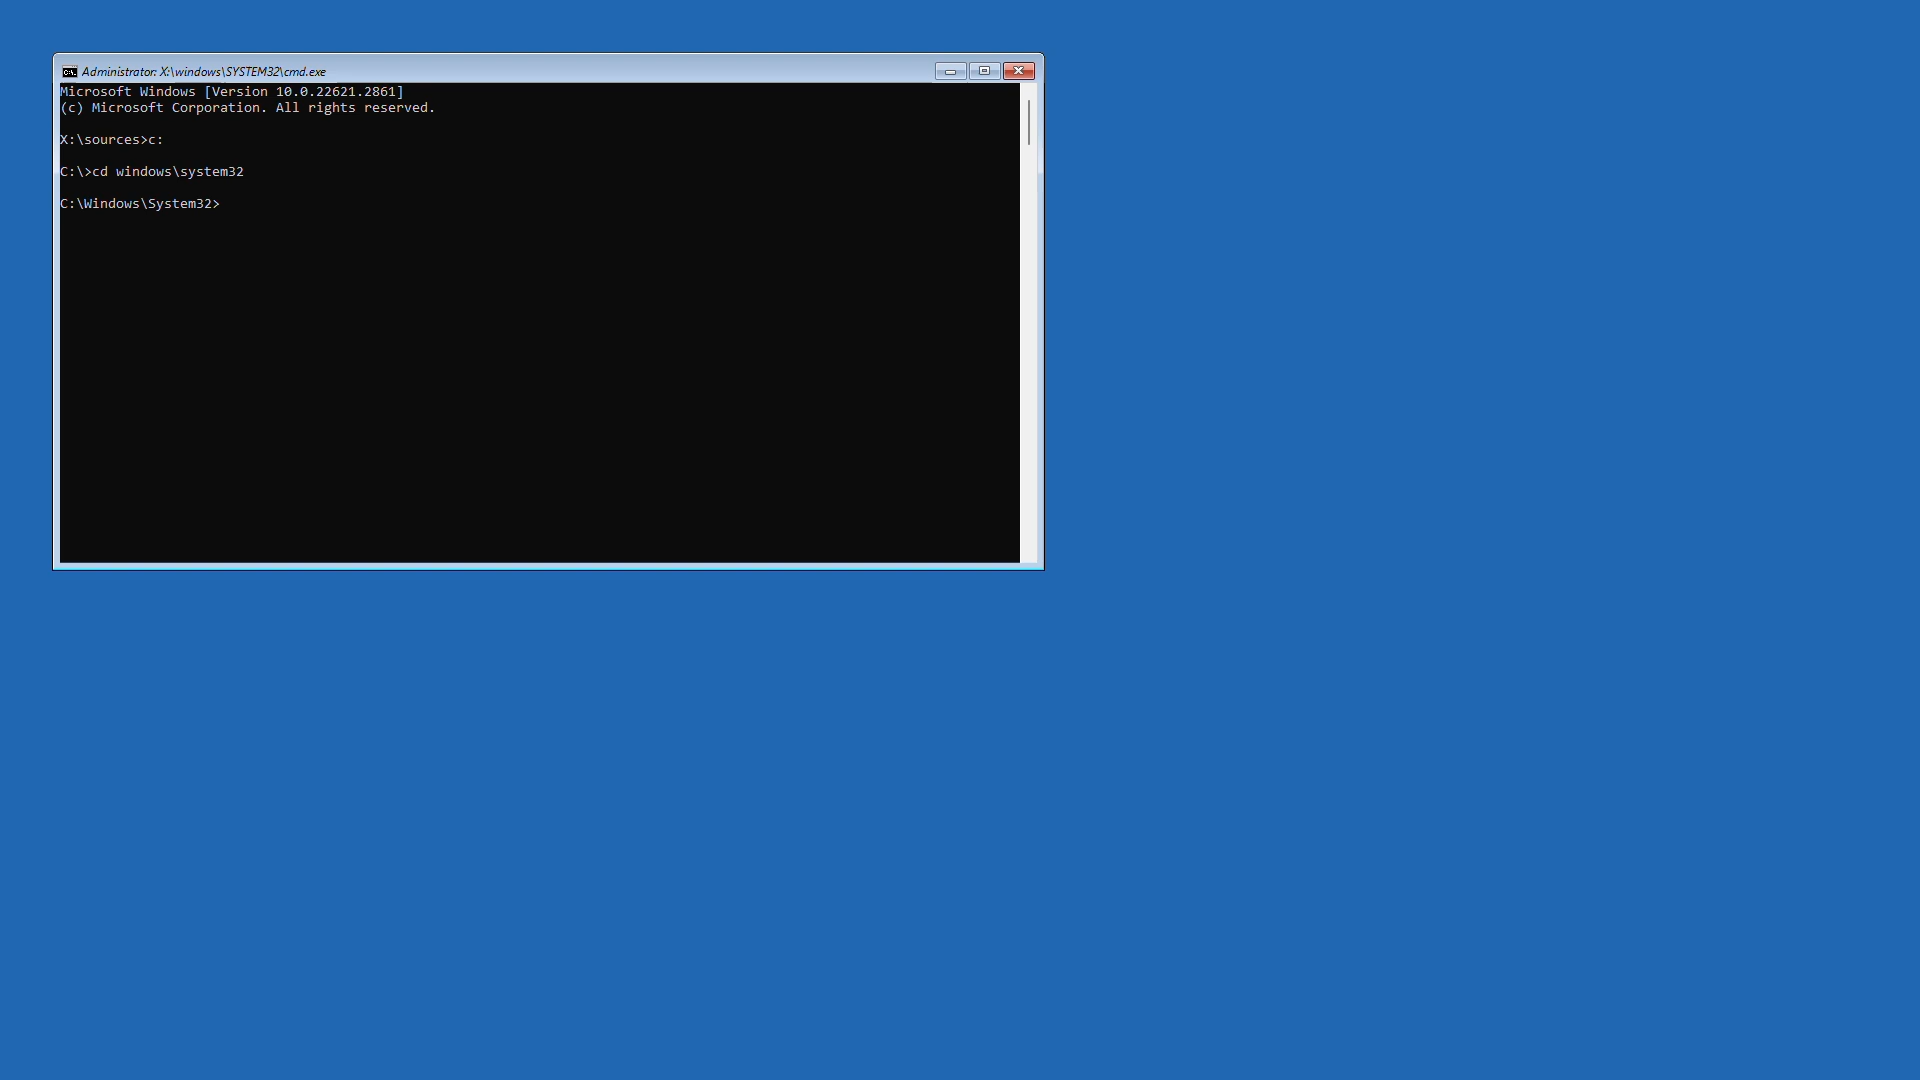 Administrator: X:\windows\SYSTEM32\cmd.exe
Microsoft Windows [Version 10.0.22621.2861]
(c) Microsoft Corporation. All rights reserved.
X:\sources>c:
C:\>cd windows\system32
C:\Windows\System32>